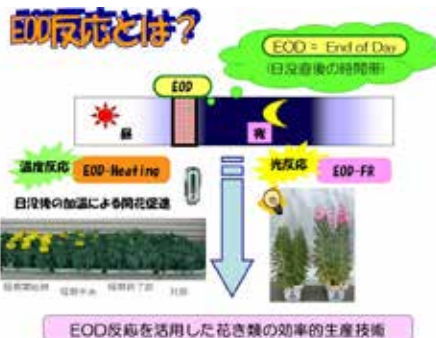 EOD反応とは？
EOD = End of Day
(日没直後の時間帯)
EOD
昼
夜
温度反応
EOD-Heating
光反応
EOD-FR
日没後の加温による開花促進
対照
EOD反応を活用した花き類の効率的生産技術